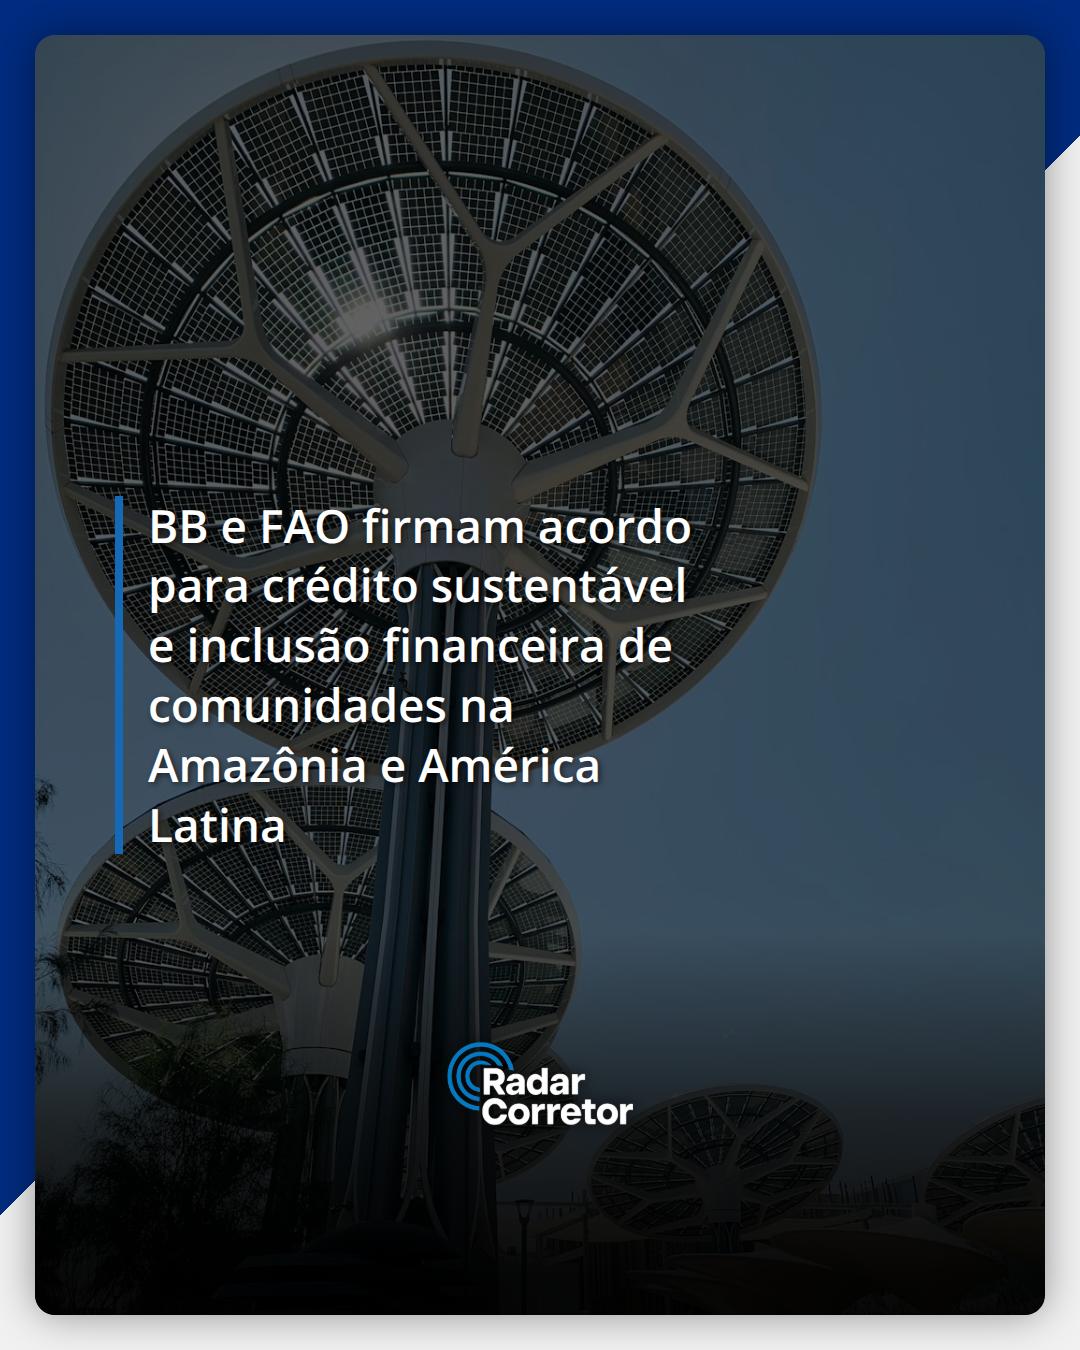 BB e FAO firmam acordo
para crédito sustentável
e inclusão financeira de
comunidades na
Amazônia e América
Latina
Radar
Corretor